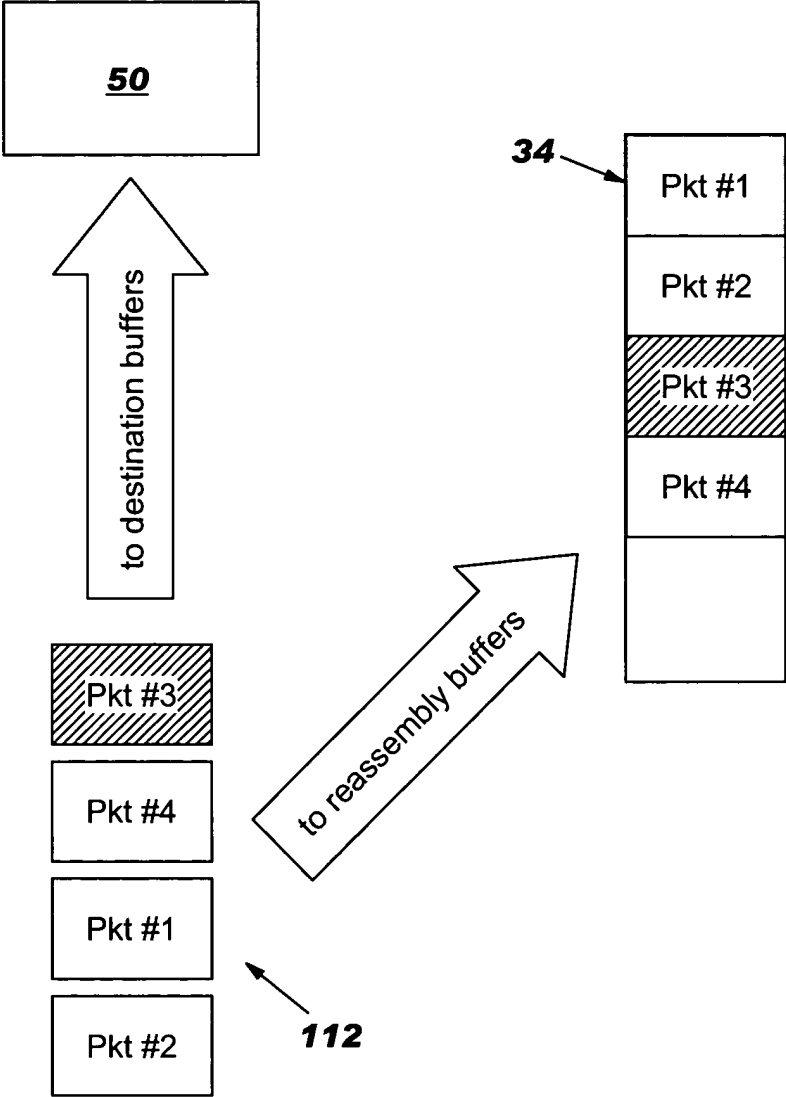 50
34
Pkt #1
Pkt #2
Pkt #3
Pkt #4
to destination buffers
to reassembly buffers
Pkt #3
Pkt #4
Pkt #1
Pkt #2
112